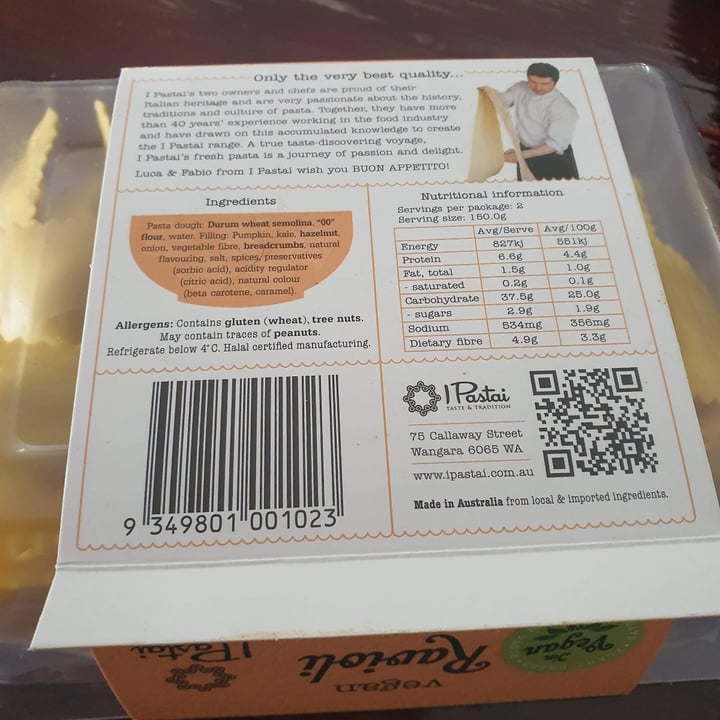 Only the very best quality...
I Pastai's two owners and chefs are proud of their
Italian heritage and are very passionate about the history,
traditions and culture of pasta. Together, they have more
than 40 years' experience working in the food industry
and have drawn on this accumulated knowledge to create
the I Pastai range. A true taste-discovering voyage,
I Pastai's fresh pasta is a journey of passion and delight.
Luca & Fabio from I Pastai wish you BUON APPETITO!
Ingredients
Pasta dough: Durum wheat semolina, "00"
flour, water. Filling: Pumpkin, kale, hazelnut,
onion, vegetable fibre, breadcrumbs, natural
flavouring, salt, spices, preservatives
(sorbic acid), acidity regulator
(citric acid), natural colour
(beta carotene, caramel).
Allergens: Contains gluten (wheat), tree nuts.
May contain traces of peanuts.
Refrigerate below 4°C. Halal certified manufacturing.
Nutritional information
Servings per package: 2
Serving size: 150.0g
Avg/Serve Avg/100g
Energy 827kj 551kj
Protein 6.6g 4.4g
Fat, total 1.5g 1.0g
- saturated 0.2g 0.1g
Carbohydrate 37.5g 25.0g
- sugars 2.9g 1.9g
Sodium 534mg 356mg
Dietary fibre 4.9g 3.3g
9 349801 001023
I Pastai
TASTE & TRADITION
75 Callaway Street
Wangara 6065 WA
www.ipastai.com.au
Made in Australia from local & imported ingredients.
I Pastai
vegan
Ravioli
Vegan